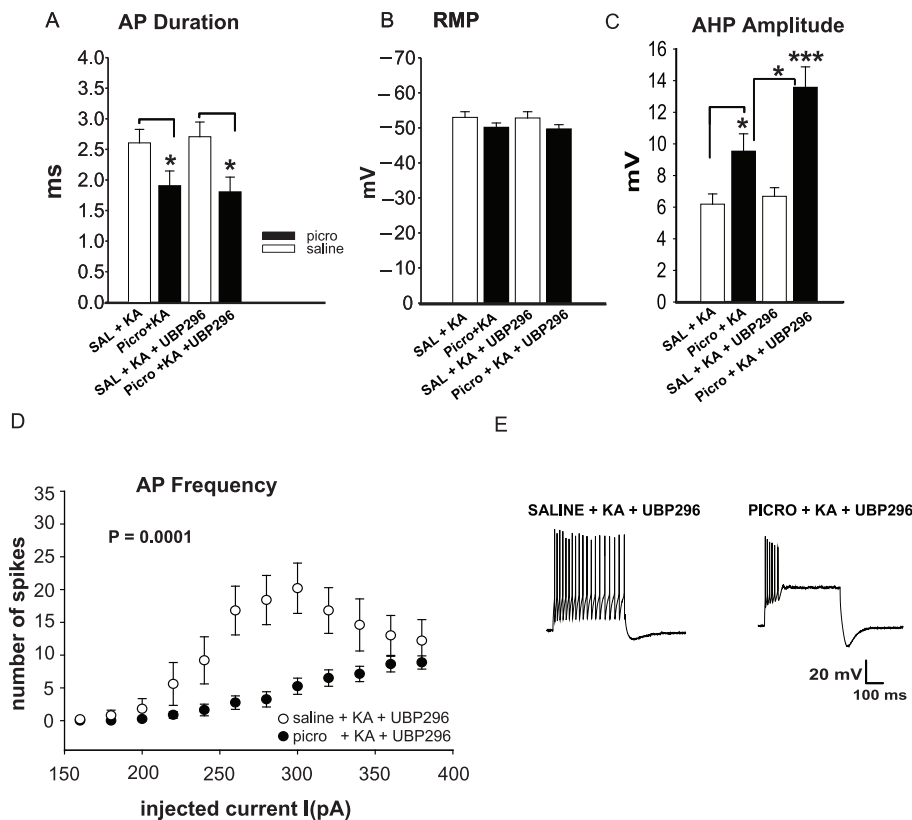 A
AP Duration
4.0
3.5
3.0
2.5
2.0
1.5
1.0
0.5
0.0
ms
*
*
picro
saline
SAL + KA
Picro+KA
SAL + KA + UBP296
Picro +KA +UBP296
B
RMP
−70
−60
−50
−40
−30
−20
−10
0
mV
SAL + KA
Picro+KA
SAL + KA + UBP296
Picro + KA + UBP296
C
AHP Amplitude
16
14
12
10
8
6
4
2
0
mV
*
*
***
SAL + KA
Picro + KA
SAL + KA + UBP296
Picro + KA + UBP296
D
AP Frequency
P = 0.0001
35
30
25
20
15
10
5
0
number of spikes
saline + KA + UBP296
picro + KA + UBP296
150 200 250 300 350 400
injected current I(pA)
E
SALINE + KA + UBP296
PICRO + KA + UBP296
20 mV
100 ms